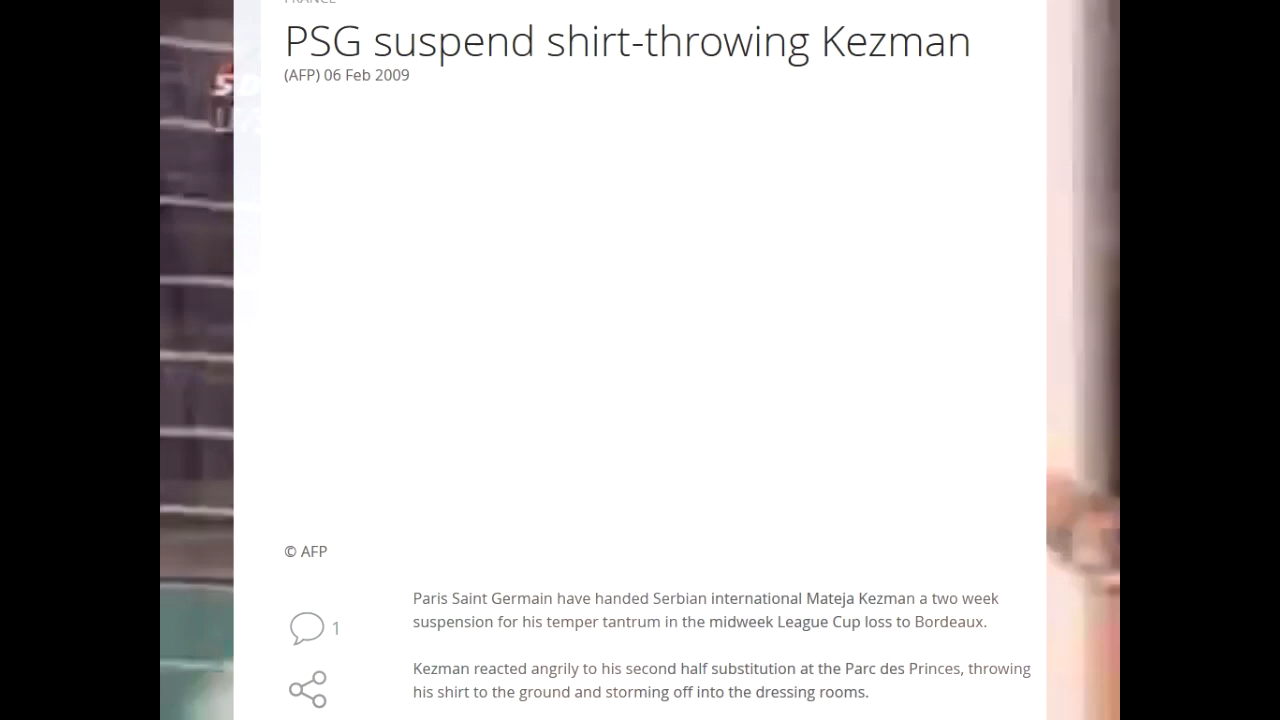 FRANCE
PSG suspend shirt-throwing Kezman
(AFP) 06 Feb 2009
© AFP
Paris Saint Germain have handed Serbian international Mateja Kezman a two week
suspension for his temper tantrum in the midweek League Cup loss to Bordeaux.
1
Kezman reacted angrily to his second half substitution at the Parc des Princes, throwing
his shirt to the ground and storming off into the dressing rooms.